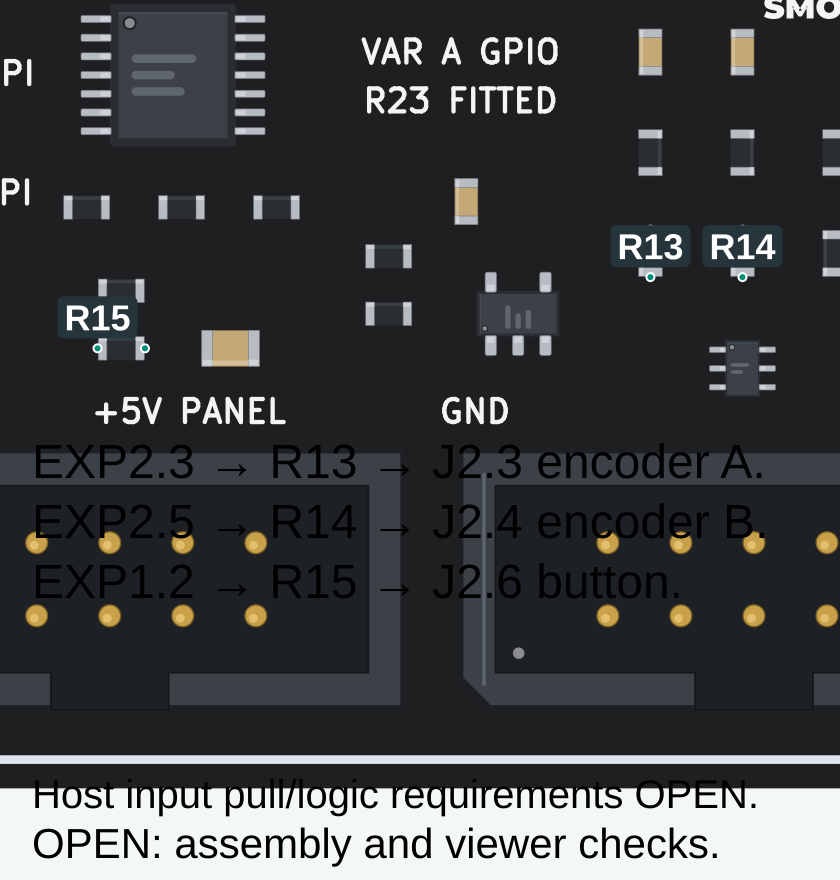 SMO
PI
VAR A GPIO
R23 FITTED
PI
R13 R14
R15
+5V PANEL GND
EXP2.3 → R13 → J2.3 encoder A.
EXP2.5 → R14 → J2.4 encoder B.
EXP1.2 → R15 → J2.6 button.
Host input pull/logic requirements OPEN.
OPEN: assembly and viewer checks.